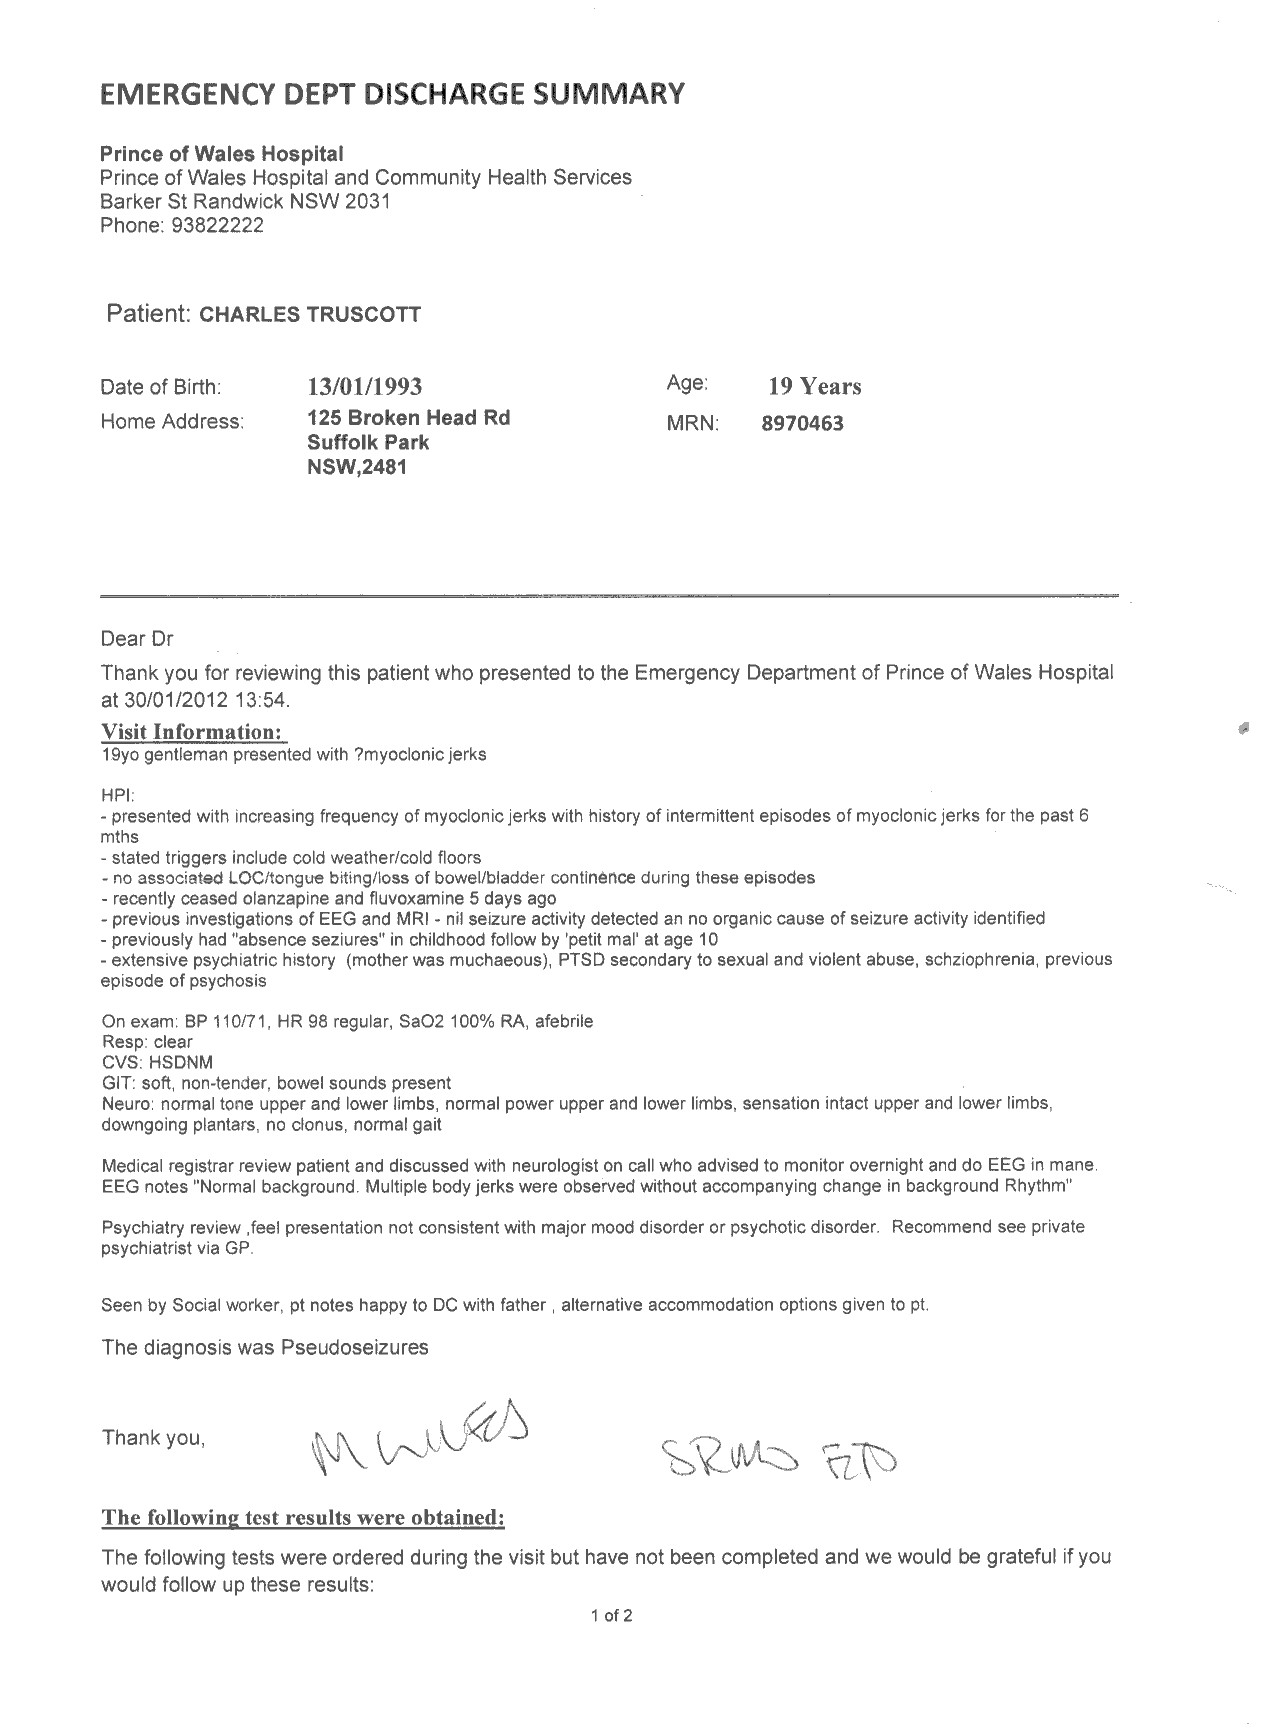 EMERGENCY DEPT DISCHARGE SUMMARY
Prince of Wales Hospital
Prince of Wales Hospital and Community Health Services
Barker St Randwick NSW 2031
Phone: 93822222
Patient: CHARLES TRUSCOTT
Date of Birth: 13/01/1993 Age: 19 Years
Home Address: 125 Broken Head Rd MRN: 8970463
Suffolk Park
NSW,2481
Dear Dr
Thank you for reviewing this patient who presented to the Emergency Department of Prince of Wales Hospital
at 30/01/2012 13:54.
Visit Information:
19yo gentleman presented with ?myoclonic jerks
HPI:
- presented with increasing frequency of myoclonic jerks with history of intermittent episodes of myoclonic jerks for the past 6
mths
- stated triggers include cold weather/cold floors
- no associated LOC/tongue biting/loss of bowel/bladder continence during these episodes
- recently ceased olanzapine and fluvoxamine 5 days ago
- previous investigations of EEG and MRI - nil seizure activity detected an no organic cause of seizure activity identified
- previously had "absence seziures" in childhood follow by 'petit mal' at age 10
- extensive psychiatric history (mother was muchaeous), PTSD secondary to sexual and violent abuse, schziophrenia, previous
episode of psychosis
On exam: BP 110/71, HR 98 regular, SaO2 100% RA, afebrile
Resp: clear
CVS: HSDNM
GIT: soft, non-tender, bowel sounds present
Neuro: normal tone upper and lower limbs, normal power upper and lower limbs, sensation intact upper and lower limbs,
downgoing plantars, no clonus, normal gait
Medical registrar review patient and discussed with neurologist on call who advised to monitor overnight and do EEG in mane.
EEG notes "Normal background. Multiple body jerks were observed without accompanying change in background Rhythm"
Psychiatry review ,feel presentation not consistent with major mood disorder or psychotic disorder. Recommend see private
psychiatrist via GP.
Seen by Social worker, pt notes happy to DC with father , alternative accommodation options given to pt.
The diagnosis was Pseudoseizures
Thank you, SRMO ED
The following test results were obtained:
The following tests were ordered during the visit but have not been completed and we would be grateful if you
would follow up these results:
1 of 2